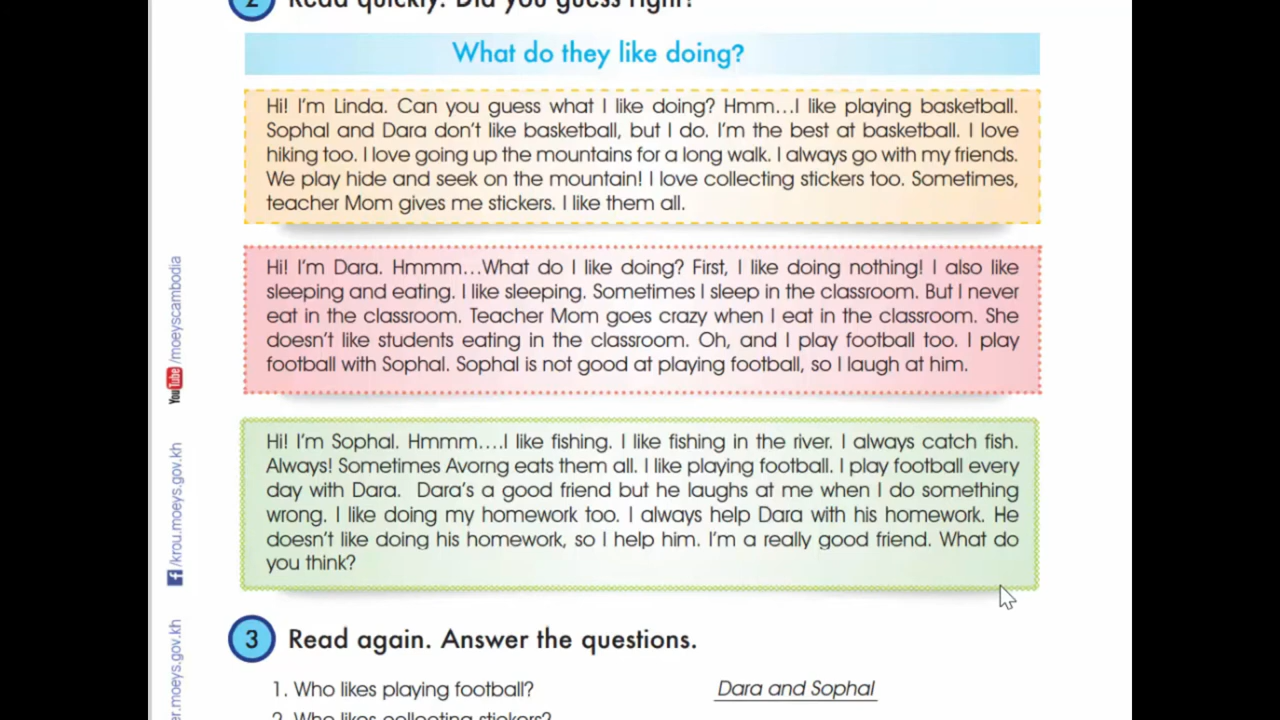 2 Read quickly. Did you guess right?
What do they like doing?
Hi! I'm Linda. Can you guess what I like doing? Hmm...I like playing basketball.
Sophal and Dara don't like basketball, but I do. I'm the best at basketball. I love
hiking too. I love going up the mountains for a long walk. I always go with my friends.
We play hide and seek on the mountain! I love collecting stickers too. Sometimes,
teacher Mom gives me stickers. I like them all.
Hi! I'm Dara. Hmmm...What do I like doing? First, I like doing nothing! I also like
sleeping and eating. I like sleeping. Sometimes I sleep in the classroom. But I never
eat in the classroom. Teacher Mom goes crazy when I eat in the classroom. She
doesn't like students eating in the classroom. Oh, and I play football too. I play
football with Sophal. Sophal is not good at playing football, so I laugh at him.
Hi! I'm Sophal. Hmmm....I like fishing. I like fishing in the river. I always catch fish.
Always! Sometimes Avorng eats them all. I like playing football. I play football every
day with Dara. Dara's a good friend but he laughs at me when I do something
wrong. I like doing my homework too. I always help Dara with his homework. He
doesn't like doing his homework, so I help him. I'm a really good friend. What do
you think?
3 Read again. Answer the questions.
1. Who likes playing football? Dara and Sophal
2. Who likes collecting stickers?
YouTube /moeyscambodia
f /krou.moeys.gov.kh
er.moeys.gov.kh